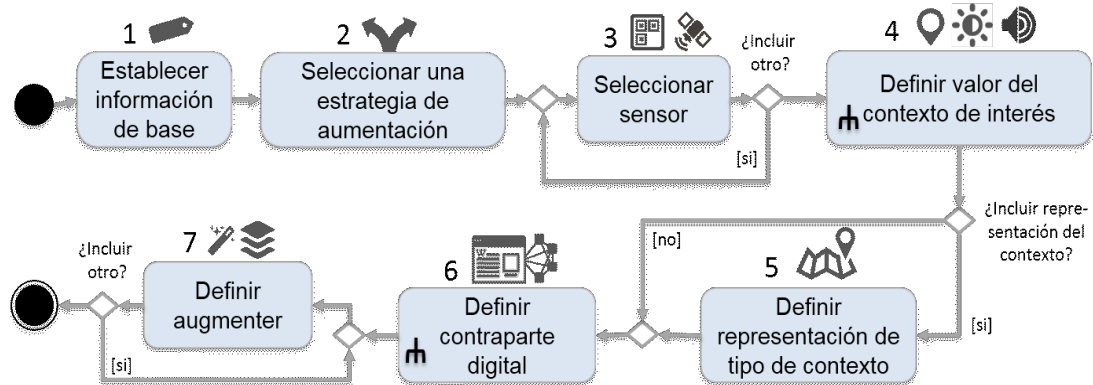 1
Establecer
información
de base
2
Seleccionar una
estrategia de
aumentación
3
Seleccionar
sensor
¿Incluir
otro?
[si]
4
Definir valor del
contexto de interés
¿Incluir repre-
sentación del
contexto?
[no]
[si]
5
Definir
representación de
tipo de contexto
6
W
Definir
contraparte
digital
7
Definir
augmenter
¿Incluir
otro?
[si]